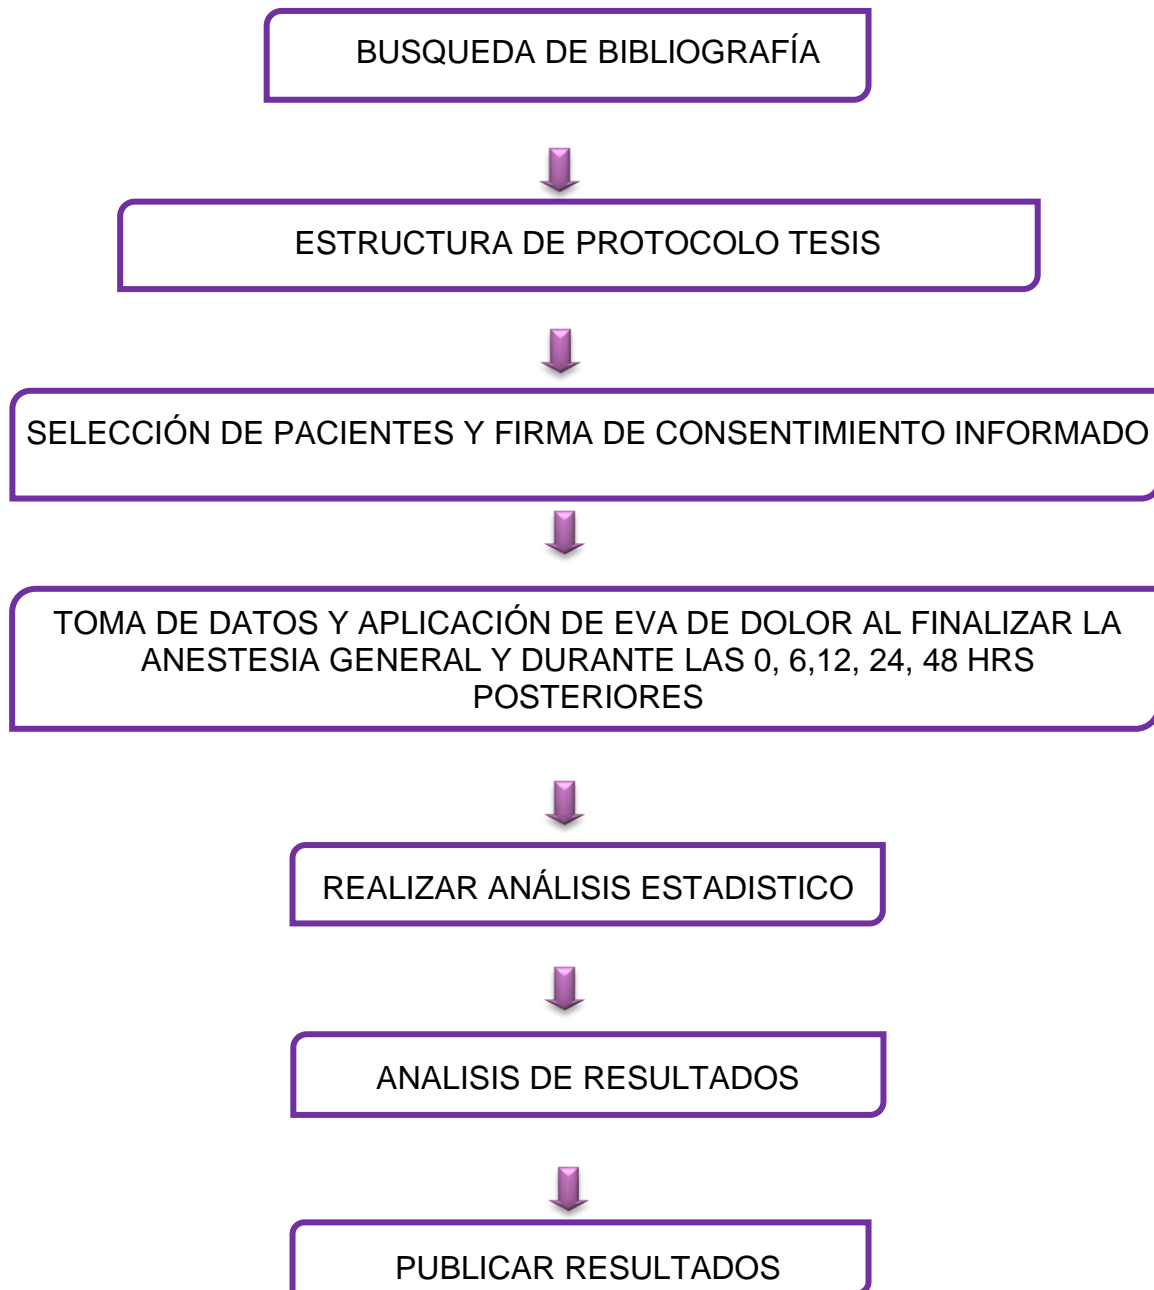 BUSQUEDA DE BIBLIOGRAFÍA
ESTRUCTURA DE PROTOCOLO TESIS
SELECCIÓN DE PACIENTES Y FIRMA DE CONSENTIMIENTO INFORMADO
TOMA DE DATOS Y APLICACIÓN DE EVA DE DOLOR AL FINALIZAR LA
ANESTESIA GENERAL Y DURANTE LAS 0, 6,12, 24, 48 HRS
POSTERIORES
REALIZAR ANÁLISIS ESTADISTICO
ANALISIS DE RESULTADOS
PUBLICAR RESULTADOS